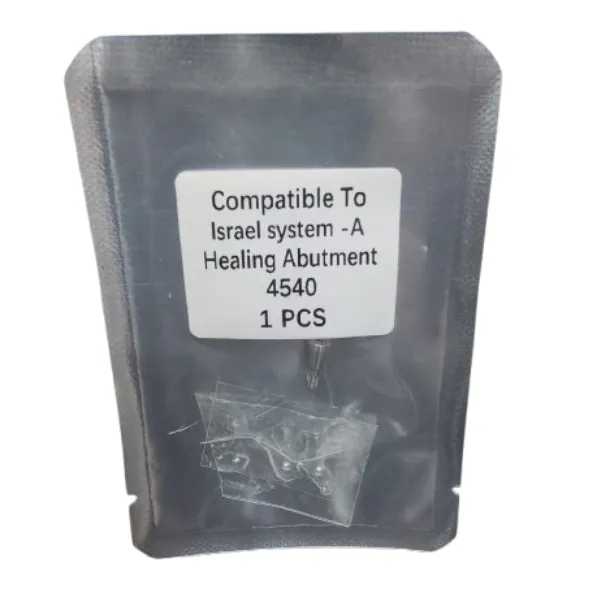 Compatible To
Israel system -A
Healing Abutment
4540
1 PCS